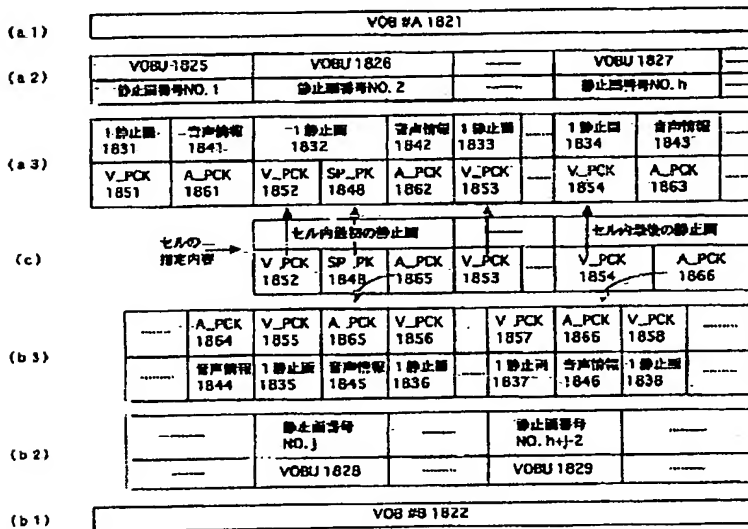 (a1) VOB #A 1821
(a2) VOBU 1825 VOBU 1826 VOBU 1827
静止画番号NO. 1 静止画番号NO. 2 静止画番号NO. h
(a3) 1静止画 音声情報 1静止画 音声情報 1静止画 1静止画 音声情報
1831 1841 1832 1842 1833 1834 1843
V_PCK A_PCK V_PCK SP_PK A_PCK V_PCK V_PCK A_PCK
1851 1861 1852 1848 1862 1853 1854 1863
(c) セルの指定内容 セル内最初の静止画 セル内最後の静止画
V_PCK SP_PK A_PCK V_PCK V_PCK A_PCK
1852 1848 1865 1853 1854 1866
(b3) A_PCK V_PCK A_PCK V_PCK V_PCK A_PCK V_PCK
1864 1855 1865 1856 1857 1866 1858
音声情報 1静止画 音声情報 1静止画 1静止画 音声情報 1静止画
1844 1835 1845 1836 1837 1846 1838
(b2) 静止画番号 静止画番号
NO. j NO. h+j-2
VOBU 1828 VOBU 1829
(b1) VOB #B 1822